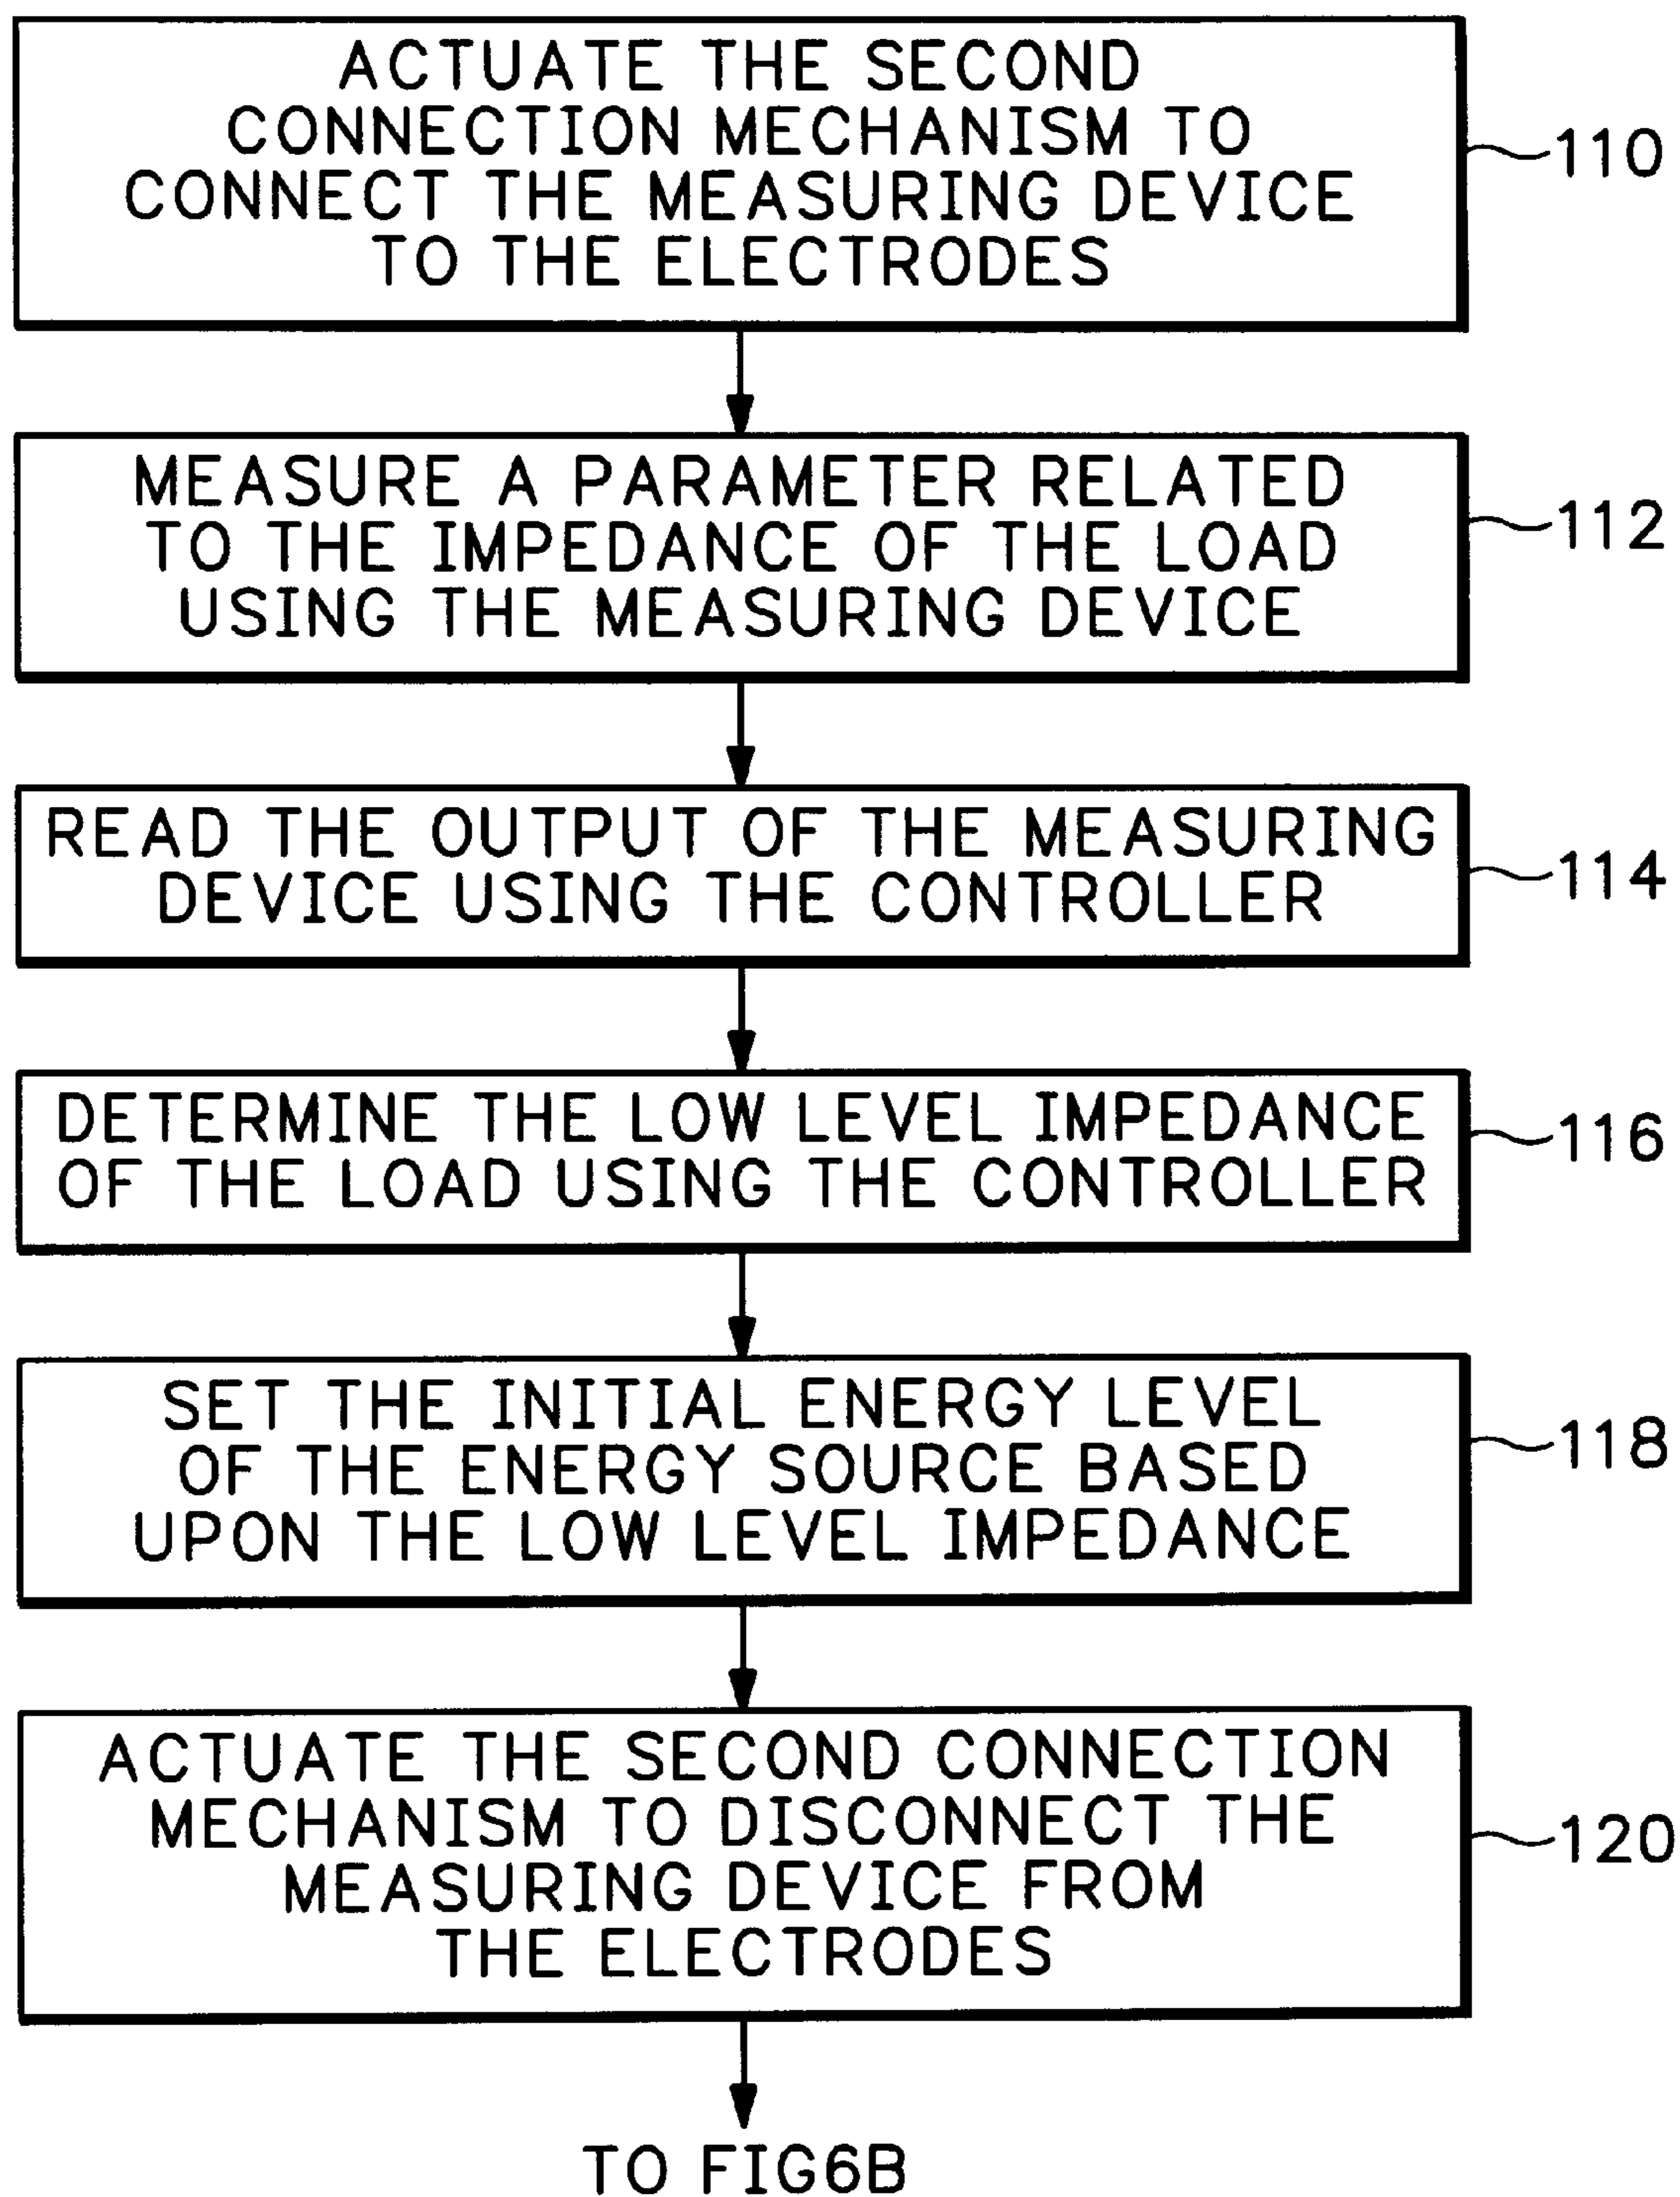 ACTUATE THE SECOND
CONNECTION MECHANISM TO
CONNECT THE MEASURING DEVICE
TO THE ELECTRODES
110
MEASURE A PARAMETER RELATED
TO THE IMPEDANCE OF THE LOAD
USING THE MEASURING DEVICE
112
READ THE OUTPUT OF THE MEASURING
DEVICE USING THE CONTROLLER
114
DETERMINE THE LOW LEVEL IMPEDANCE
OF THE LOAD USING THE CONTROLLER
116
SET THE INITIAL ENERGY LEVEL
OF THE ENERGY SOURCE BASED
UPON THE LOW LEVEL IMPEDANCE
118
ACTUATE THE SECOND CONNECTION
MECHANISM TO DISCONNECT THE
MEASURING DEVICE FROM
THE ELECTRODES
120
TO FIG6B